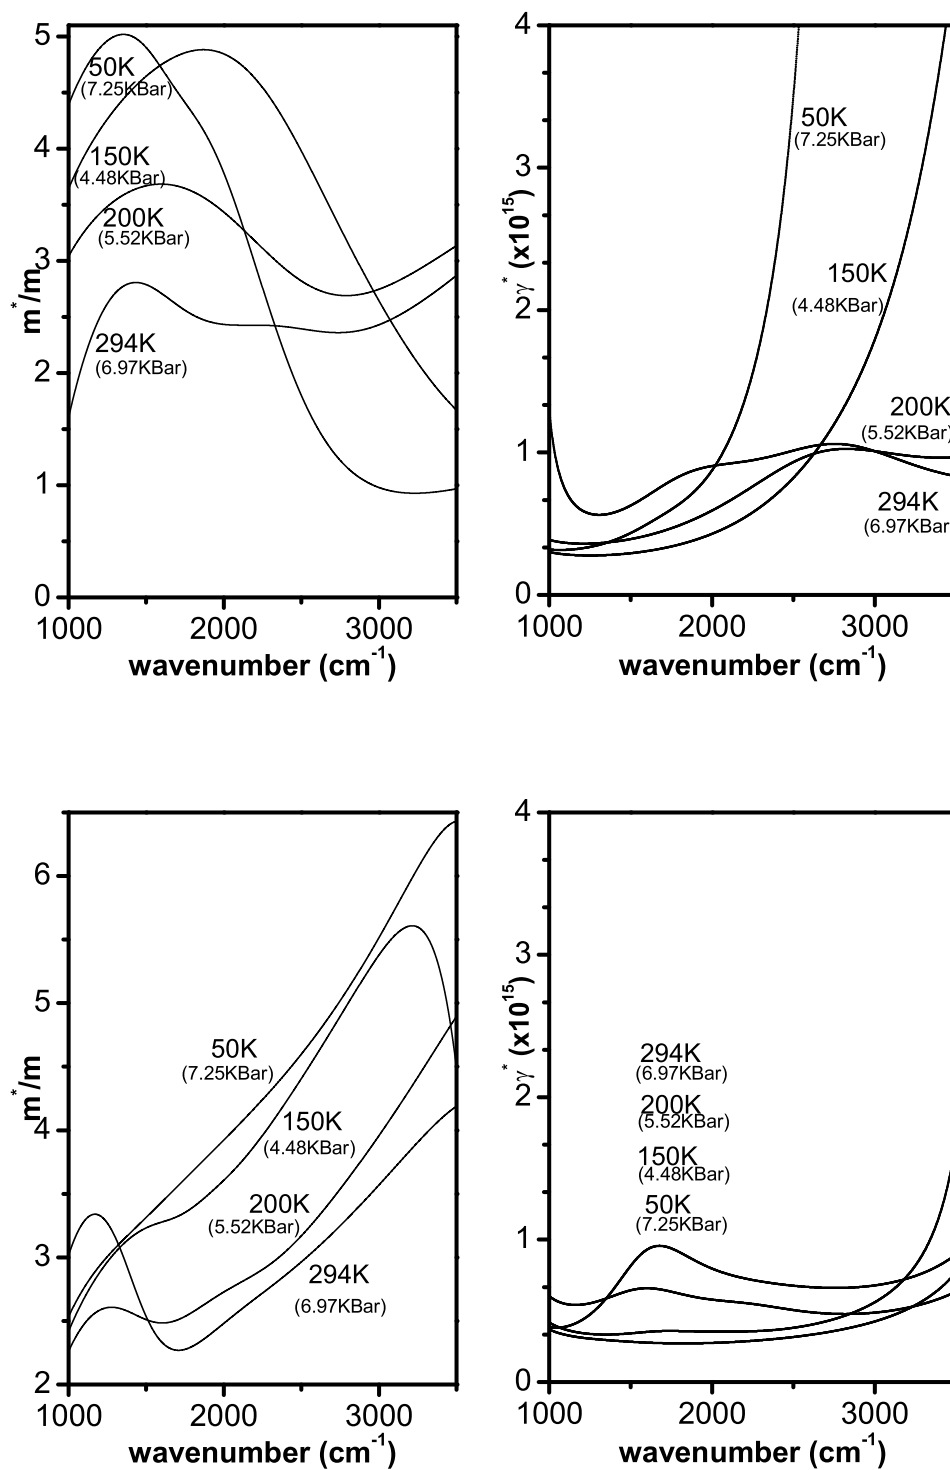 5
4
3
2
1
0
m*/m
50K
(7.25KBar)
150K
(4.48KBar)
200K
(5.52KBar)
294K
(6.97KBar)
1000 2000 3000
wavenumber (cm-1)
4
3
2
1
0
γ* (x10^15)
50K
(7.25KBar)
150K
(4.48KBar)
200K
(5.52KBar)
294K
(6.97KBar
1000 2000 3000
wavenumber (cm-1)
6
5
4
3
2
m*/m
50K
(7.25KBar)
150K
(4.48KBar)
200K
(5.52KBar)
294K
(6.97KBar)
1000 2000 3000
wavenumber (cm-1)
4
3
2
1
0
γ* (x10^15)
294K
(6.97KBar)
200K
(5.52KBar)
150K
(4.48KBar)
50K
(7.25KBar)
1000 2000 3000
wavenumber (cm-1)